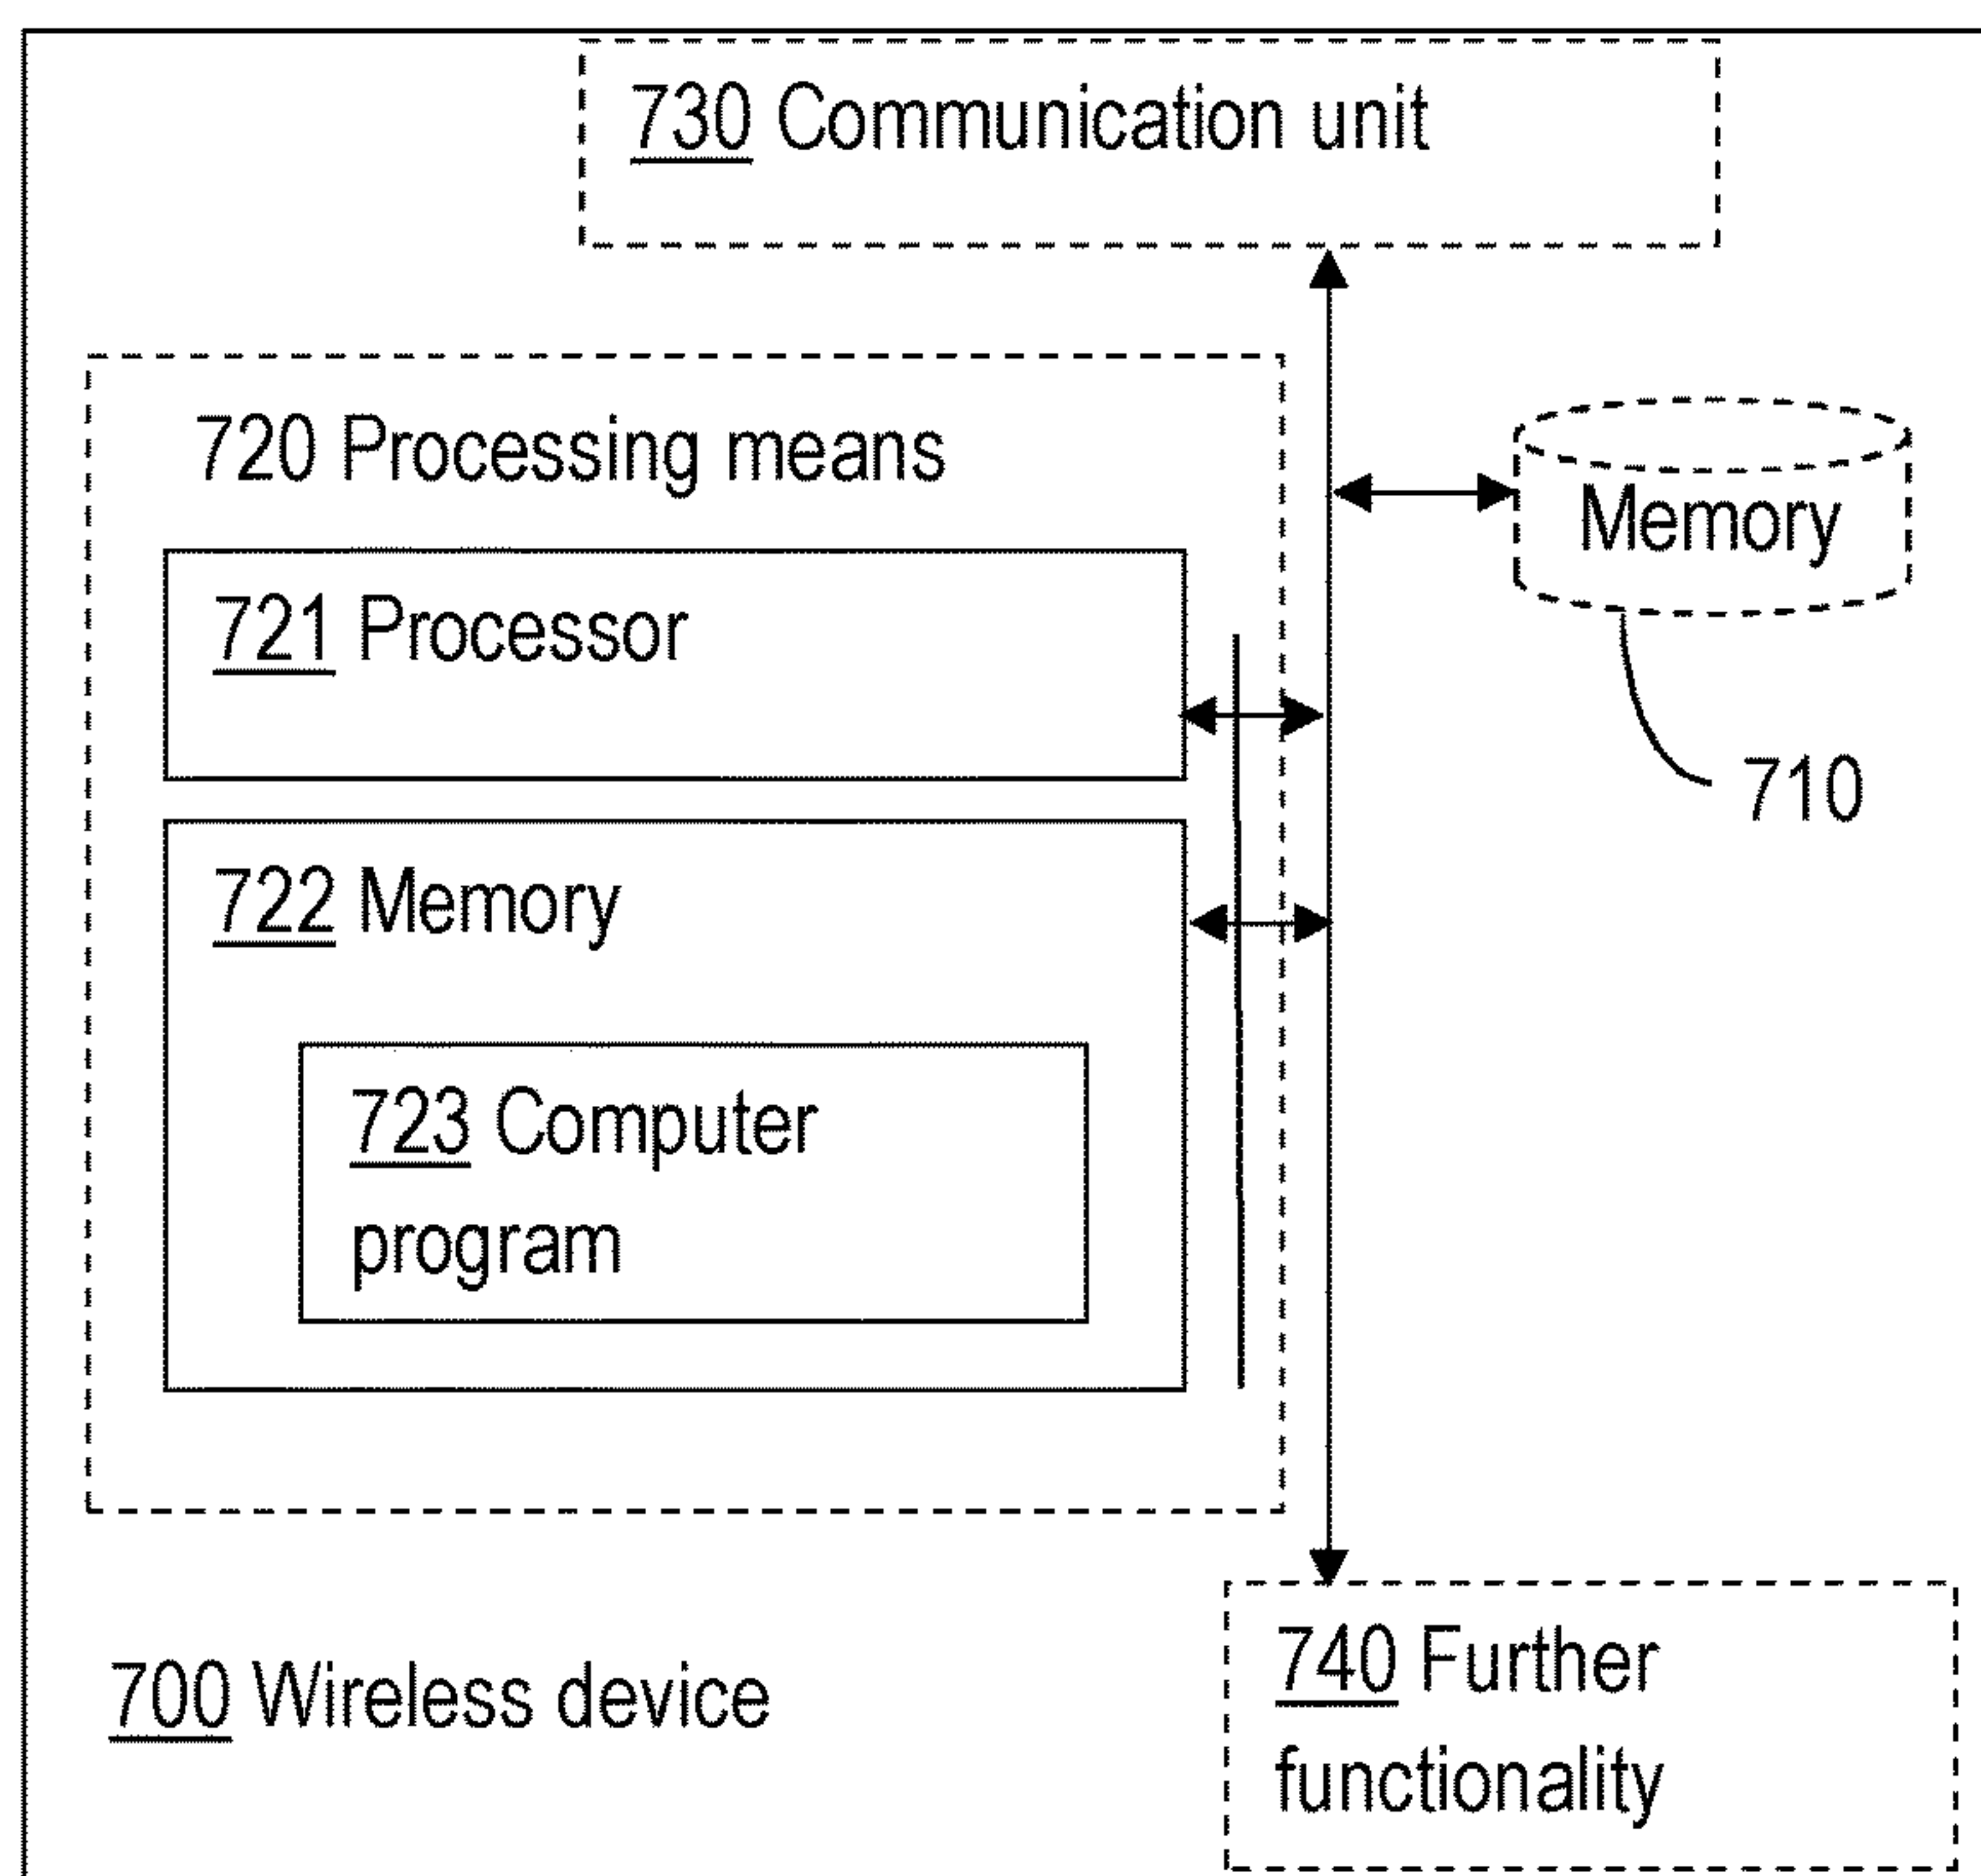 730 Communication unit
720 Processing means
Memory
721 Processor
710
722 Memory
723 Computer
program
700 Wireless device
740 Further
functionality